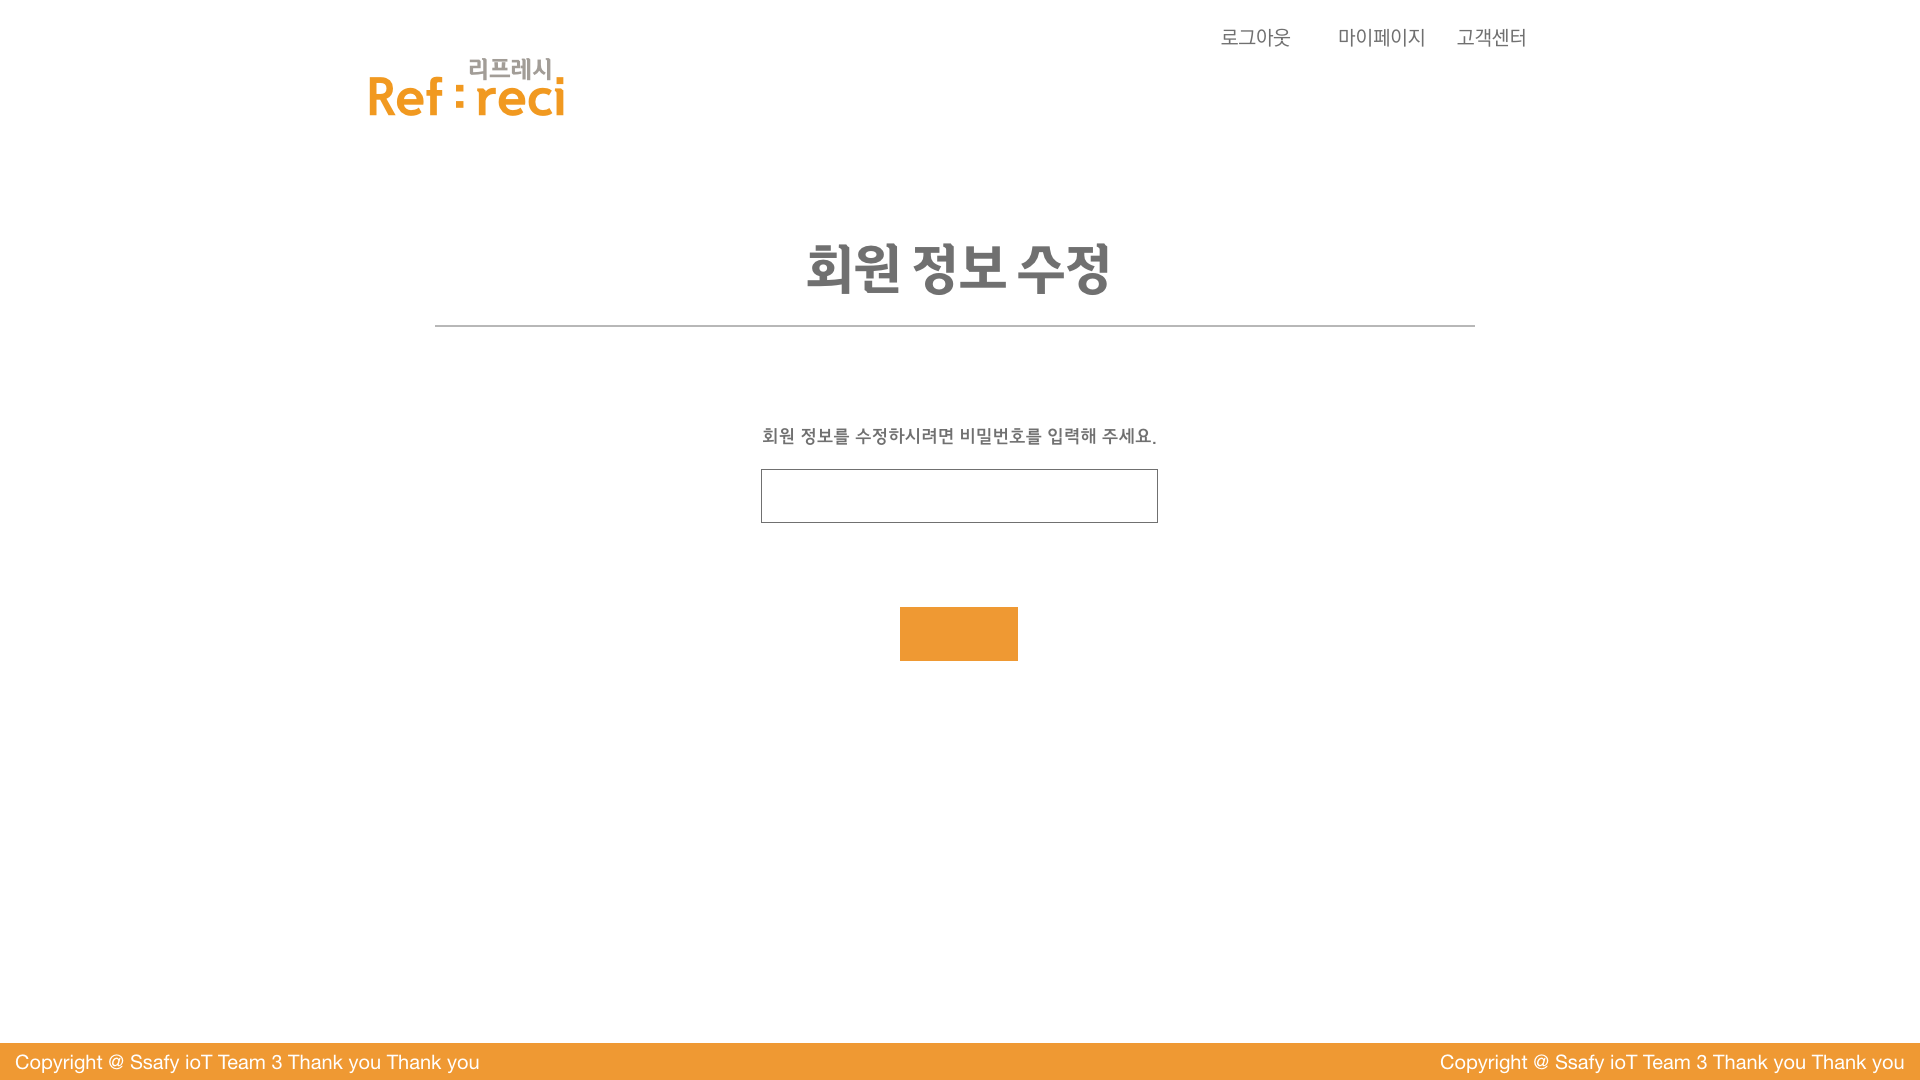 로그아웃 마이페이지 고객센터
리프레시
Ref : reci
회원 정보 수정
회원 정보를 수정하시려면 비밀번호를 입력해 주세요.
Copyright @ Ssafy ioT Team 3 Thank you Thank you Copyright @ Ssafy ioT Team 3 Thank you Thank you